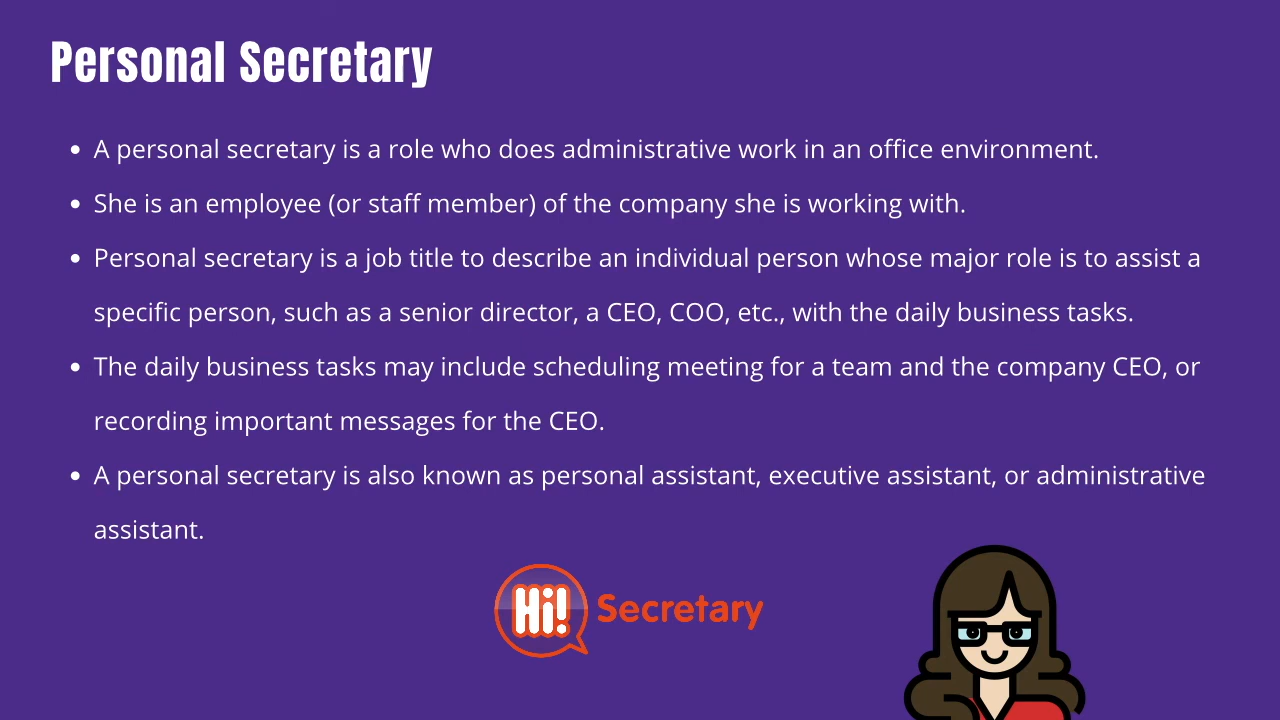 Personal Secretary
• A personal secretary is a role who does administrative work in an office environment.
• She is an employee (or staff member) of the company she is working with.
• Personal secretary is a job title to describe an individual person whose major role is to assist a
specific person, such as a senior director, a CEO, COO, etc., with the daily business tasks.
• The daily business tasks may include scheduling meeting for a team and the company CEO, or
recording important messages for the CEO.
• A personal secretary is also known as personal assistant, executive assistant, or administrative
assistant.
Hi! Secretary